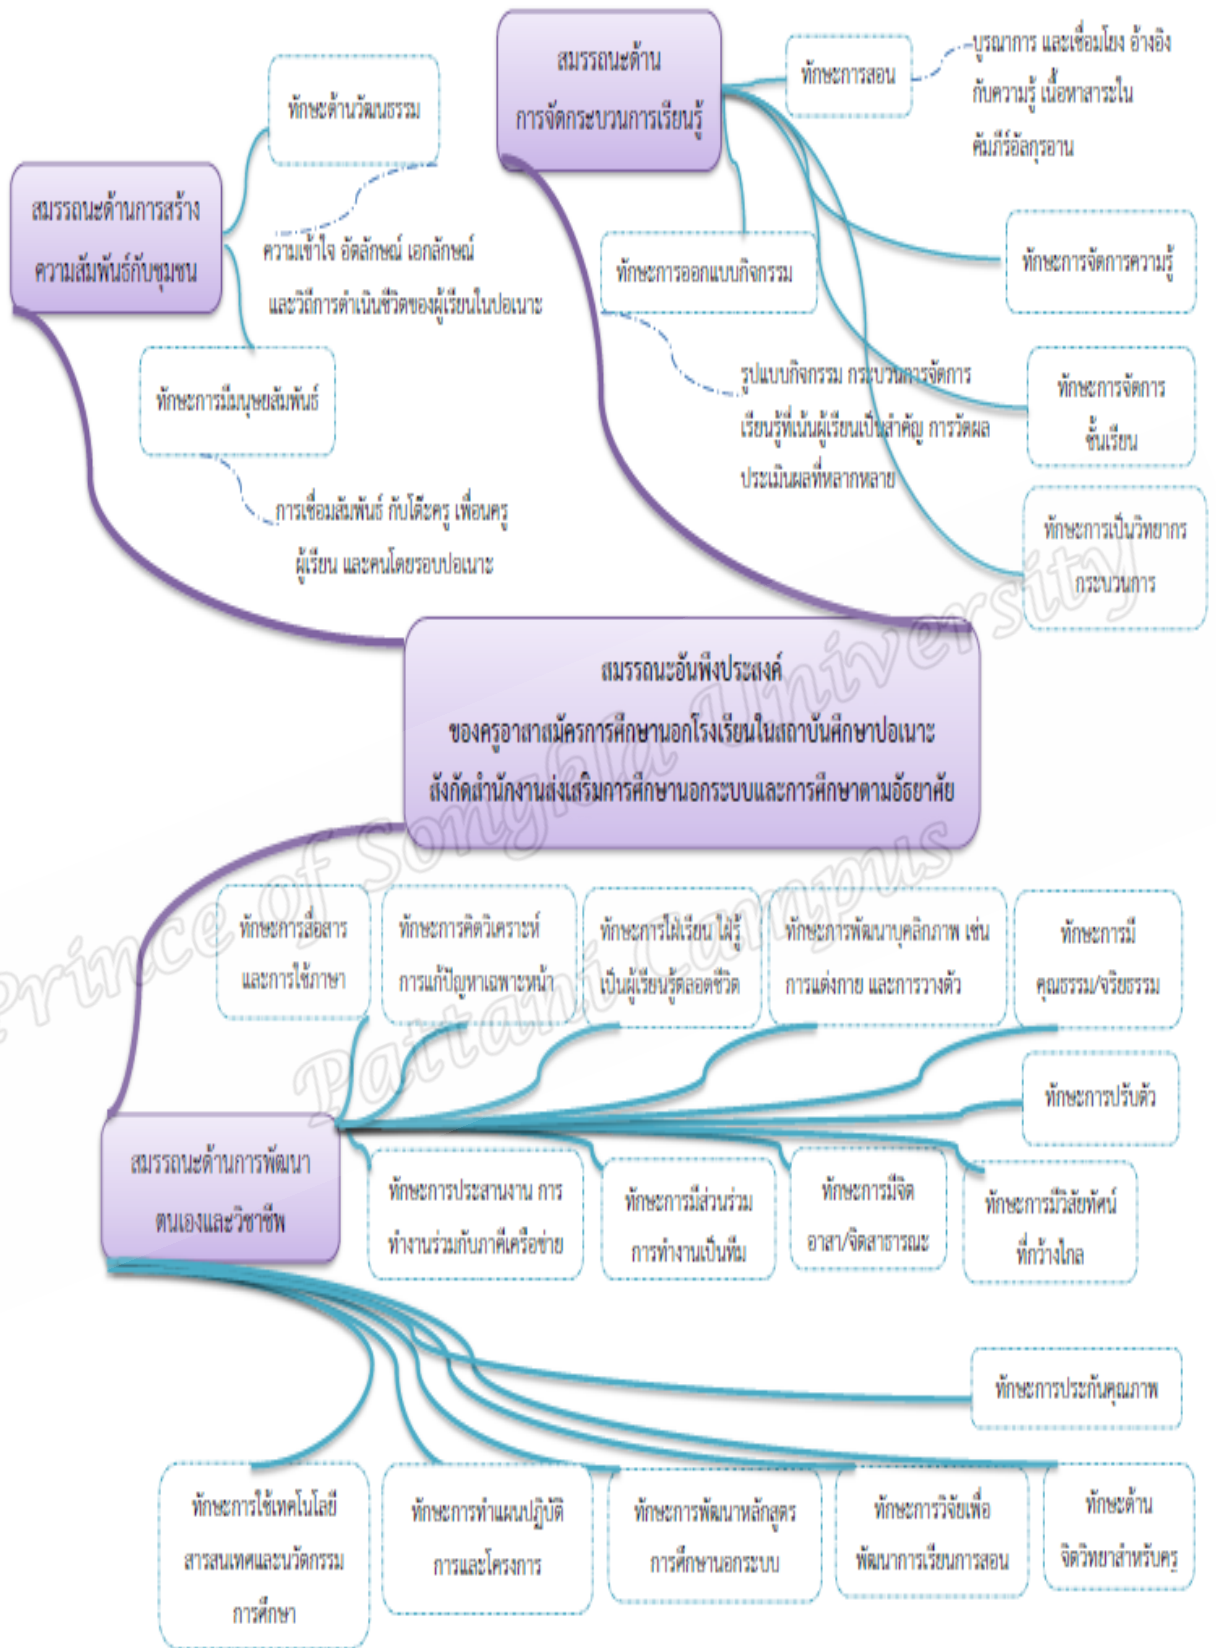 สมรรถนะด้าน
การจัดกระบวนการเรียนรู้
ทักษะการสอน
บูรณาการ และเชื่อมโยง อ้างอิง
กับความรู้ เนื้อหาสาระใน
คัมภีร์อัลกุรอาน
ทักษะด้านวัฒนธรรม
สมรรถนะด้านการสร้าง
ความสัมพันธ์กับชุมชน
ความเข้าใจ อัตลักษณ์ เอกลักษณ์
และวิถีการดำเนินชีวิตของผู้เรียนในปอเนาะ
ทักษะการออกแบบกิจกรรม
ทักษะการจัดการความรู้
ทักษะการมีมนุษยสัมพันธ์
รูปแบบกิจกรรม กระบวนการจัดการ
เรียนรู้ที่เน้นผู้เรียนเป็นสำคัญ การวัดผล
ประเมินผลที่หลากหลาย
ทักษะการจัดการ
ชั้นเรียน
การเชื่อมสัมพันธ์ กับโต๊ะครู เพื่อนครู
ผู้เรียน และคนโดยรอบปอเนาะ
ทักษะการเป็นวิทยากร
กระบวนการ
สมรรถนะอันพึงประสงค์
ของครูอาสาสมัครการศึกษานอกโรงเรียนในสถาบันศึกษาปอเนาะ
สังกัดสำนักงานส่งเสริมการศึกษานอกระบบและการศึกษาตามอัธยาศัย
Prince of Songkla University
Pattani Campus
ทักษะการสื่อสาร
และการใช้ภาษา
ทักษะการคิดวิเคราะห์
การแก้ปัญหาเฉพาะหน้า
ทักษะการใฝ่เรียน ใฝ่รู้
เป็นผู้เรียนรู้ตลอดชีวิต
ทักษะการพัฒนาบุคลิกภาพ เช่น
การแต่งกาย และการวางตัว
ทักษะการมี
คุณธรรม/จริยธรรม
ทักษะการปรับตัว
สมรรถนะด้านการพัฒนา
ตนเองและวิชาชีพ
ทักษะการประสานงาน การ
ทำงานร่วมกับภาคีเครือข่าย
ทักษะการมีส่วนร่วม
การทำงานเป็นทีม
ทักษะการมีจิต
อาสา/จิตสาธารณะ
ทักษะการมีวิสัยทัศน์
ที่กว้างไกล
ทักษะการประกันคุณภาพ
ทักษะการใช้เทคโนโลยี
สารสนเทศและนวัตกรรม
การศึกษา
ทักษะการทำแผนปฏิบัติ
การและโครงการ
ทักษะการพัฒนาหลักสูตร
การศึกษานอกระบบ
ทักษะการวิจัยเพื่อ
พัฒนาการเรียนการสอน
ทักษะด้าน
จิตวิทยาสำหรับครู